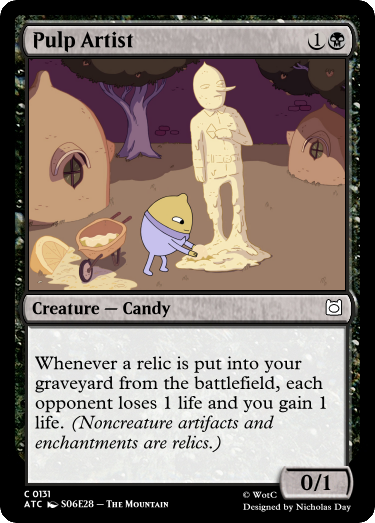 Pulp Artist 1
Creature — Candy
Whenever a relic is put into your
graveyard from the battlefield, each
opponent loses 1 life and you gain 1
life. (Noncreature artifacts and
enchantments are relics.)
0/1
C 0131
ATC S06E28 – The Mountain
© WotC
Designed by Nicholas Day